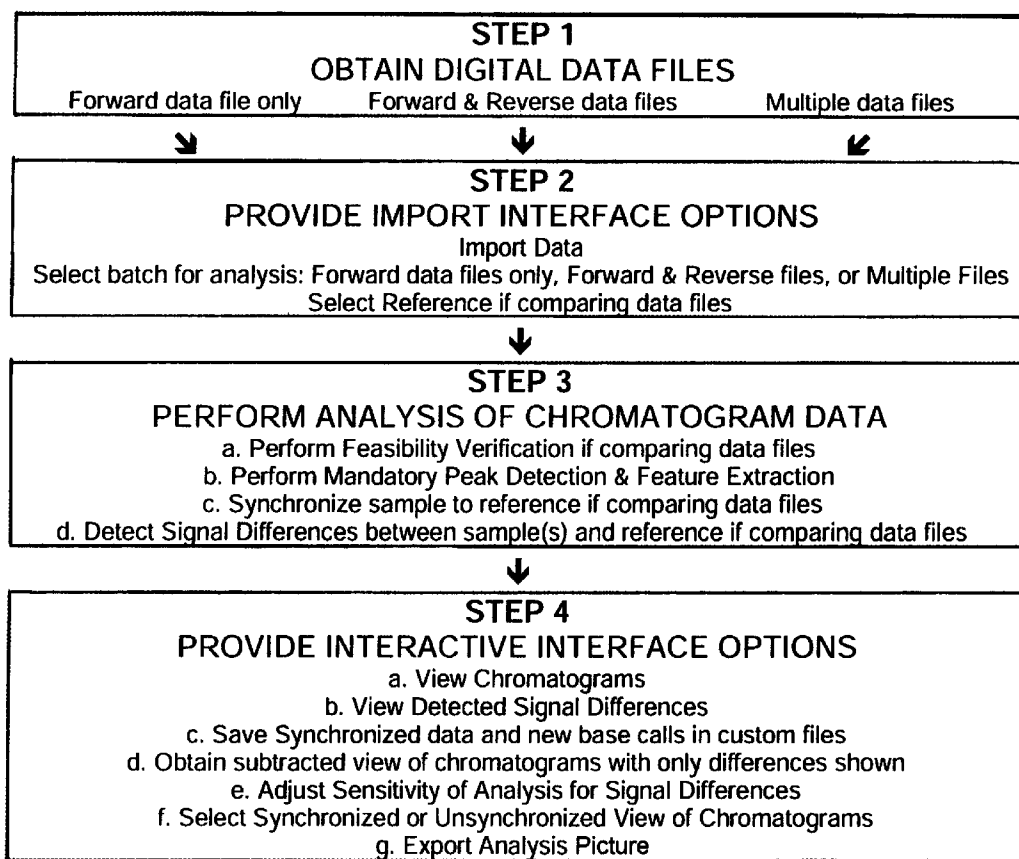 STEP 1
OBTAIN DIGITAL DATA FILES
Forward data file only Forward & Reverse data files Multiple data files
STEP 2
PROVIDE IMPORT INTERFACE OPTIONS
Import Data
Select batch for analysis: Forward data files only, Forward & Reverse files, or Multiple Files
Select Reference if comparing data files
STEP 3
PERFORM ANALYSIS OF CHROMATOGRAM DATA
a. Perform Feasibility Verification if comparing data files
b. Perform Mandatory Peak Detection & Feature Extraction
c. Synchronize sample to reference if comparing data files
d. Detect Signal Differences between sample(s) and reference if comparing data files
STEP 4
PROVIDE INTERACTIVE INTERFACE OPTIONS
a. View Chromatograms
b. View Detected Signal Differences
c. Save Synchronized data and new base calls in custom files
d. Obtain subtracted view of chromatograms with only differences shown
e. Adjust Sensitivity of Analysis for Signal Differences
f. Select Synchronized or Unsynchronized View of Chromatograms
g. Export Analysis Picture